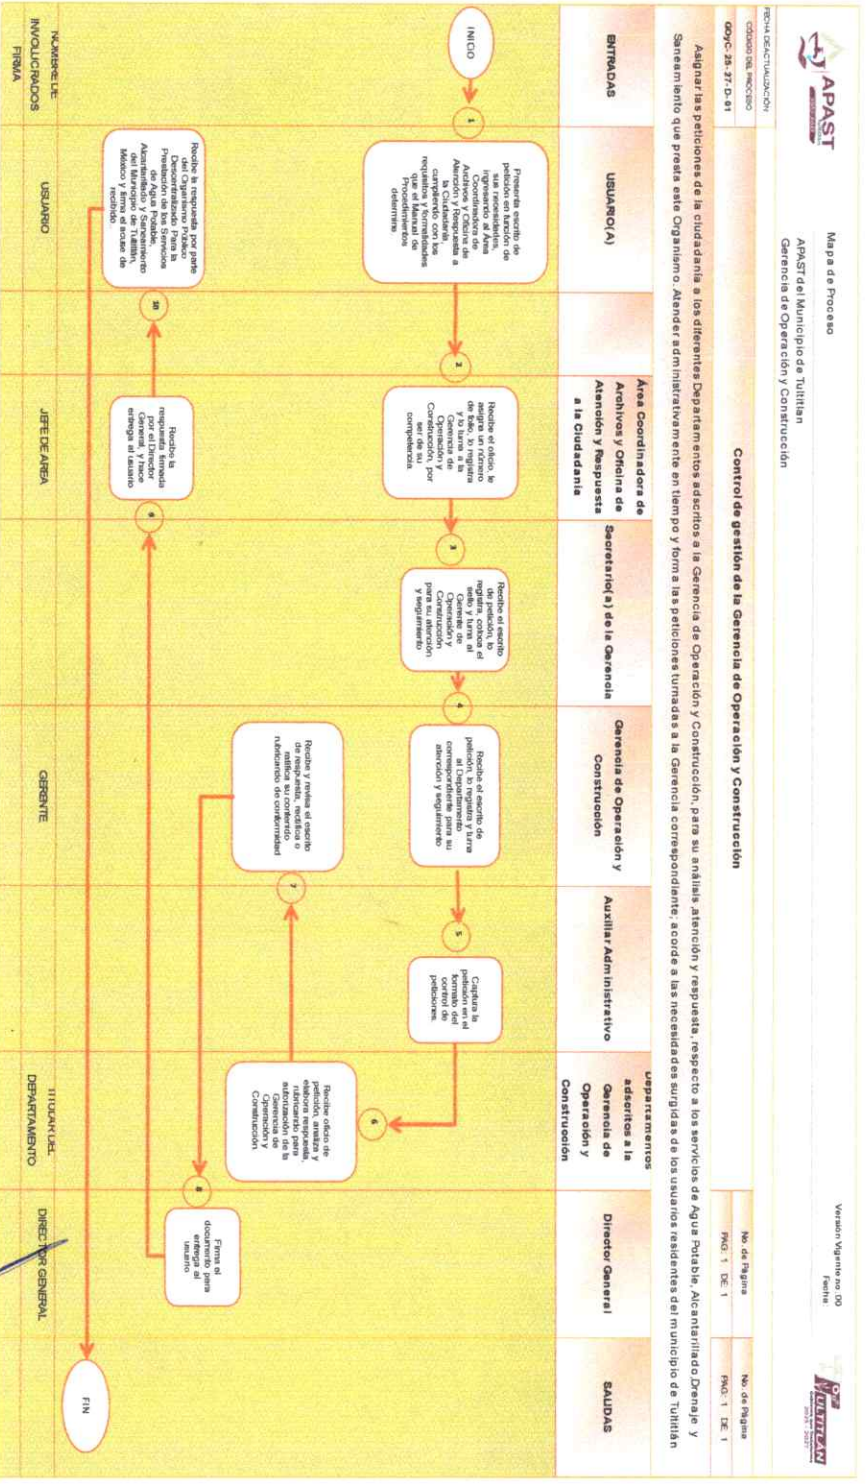 APAST
Mapa de Proceso
Versión Vigente no. 00
Fecha:
TULTITLAN
2025 - 2027
APAST del Municipio de Tultitlan
Gerencia de Operación y Construcción
FECHA DE ACTUALIZACIÓN
CÓDIGO DEL PROCESO
GOyC- 25- 27- D- 01
Control de gestión de la Gerencia de Operación y Construcción
No. de Página
PAG: 1 DE 1
No. de Página
PAG: 1 DE 1
Asignar las peticiones de la ciudadanía a los diferentes Departamentos adscritos a la Gerencia de Operación y Construcción, para su análisis ,atención y respuesta, respecto a los servicios de Agua Potable, Alcantarillado,Drenaje y
Saneamiento que presta este Organismo. Atender administrativamente en tiempo y forma las peticiones turnadas a la Gerencia correspondiente; acorde a las necesidades surgidas de los usuarios residentes del municipio de Tultitlán
ENTRADAS
USUARIO(A)
Área Coordinadora de
Archivos y Oficina de
Atención y Respuesta
a la Ciudadanía
Secretario(a) de la Gerencia
Gerencia de Operación y
Construcción
Auxiliar Administrativo
Departamentos
adscritos a la
Gerencia de
Operación y
Construcción
Director General
SALIDAS
INICIO
1
Presenta escrito de
petición en función de
sus necesidades,
ingresando al Área
Coordinadora de
Archivos y Oficina de
Atención y Respuesta a
la Ciudadanía,
cumpliendo con los
requisitos y formalidades
que el Manual de
Procedimientos
determine
2
Recibe el oficio, le
asigna un número
de folio, lo registra
y lo turna a la
Gerencia de
Operación y
Construcción, por
ser de su
competencia.
3
Recibe el escrito
de petición, lo
registra, coloca el
sello y turna al
Gerente de
Operación y
Construcción
para su atención
y seguimiento
4
Recibe el escrito de
petición, lo registra y turna
al Departamento
correspondiente para su
atención y seguimiento
5
Captura la
petición en el
formato del
control de
peticiones.
6
Recibe oficio de
petición, analiza y
elabora respuesta,
rubricando para
autorización de la
Gerencia de
Operación y
Construcción.
7
Recibe y revisa el escrito
de respuesta, rectifica o
ratifica su contenido
rubricando de conformidad
8
Firma el
documento para
entrega al
usuario
9
Recibe la
respuesta firmada
por el Director
General, y hace
entrega al usuario
10
Recibe la respuesta por parte
del Organismo Público
Descentralizado Para la
Prestación de los Servicios
de Agua Potable,
Alcantarillado y Saneamiento
del Municipio de Tultitlán,
México y firma el acuse de
recibido
FIN
NOMBRE DE
INVOLUCRADOS
FIRMA
USUARIO
JEFE DE AREA
GERENTE
TITULAR DEL
DEPARTAMENTO
DIRECTOR GENERAL